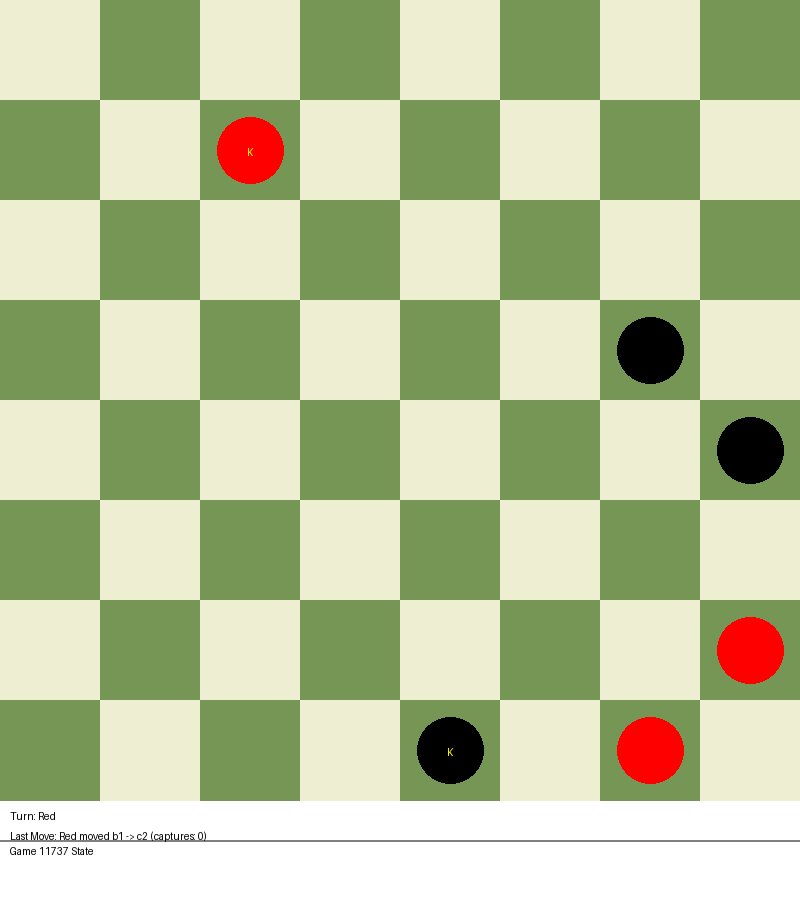 K
K
Turn: Red
Last Move: Red moved b1 -> c2 (captures: 0)
Game 11737 State